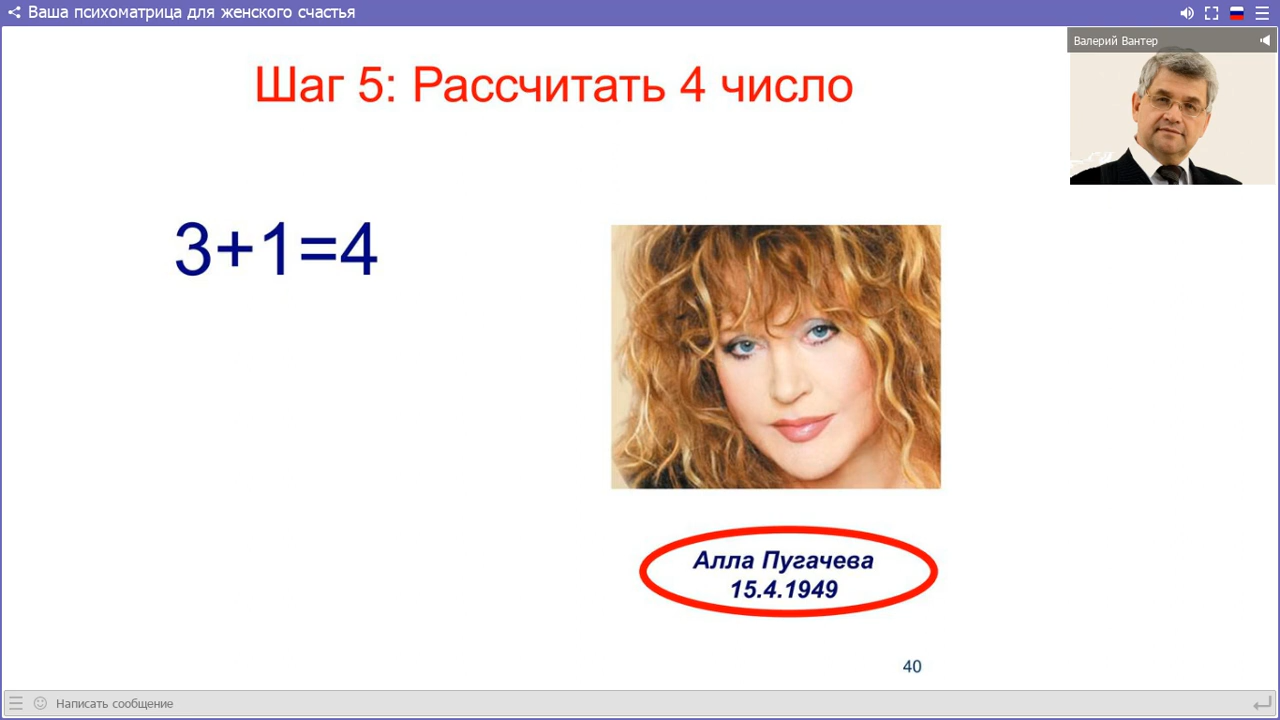 Ваша психоматрица для женского счастья
Валерий Вантер
Шаг 5: Рассчитать 4 число
3+1=4
Алла Пугачева
15.4.1949
40
Написать сообщение